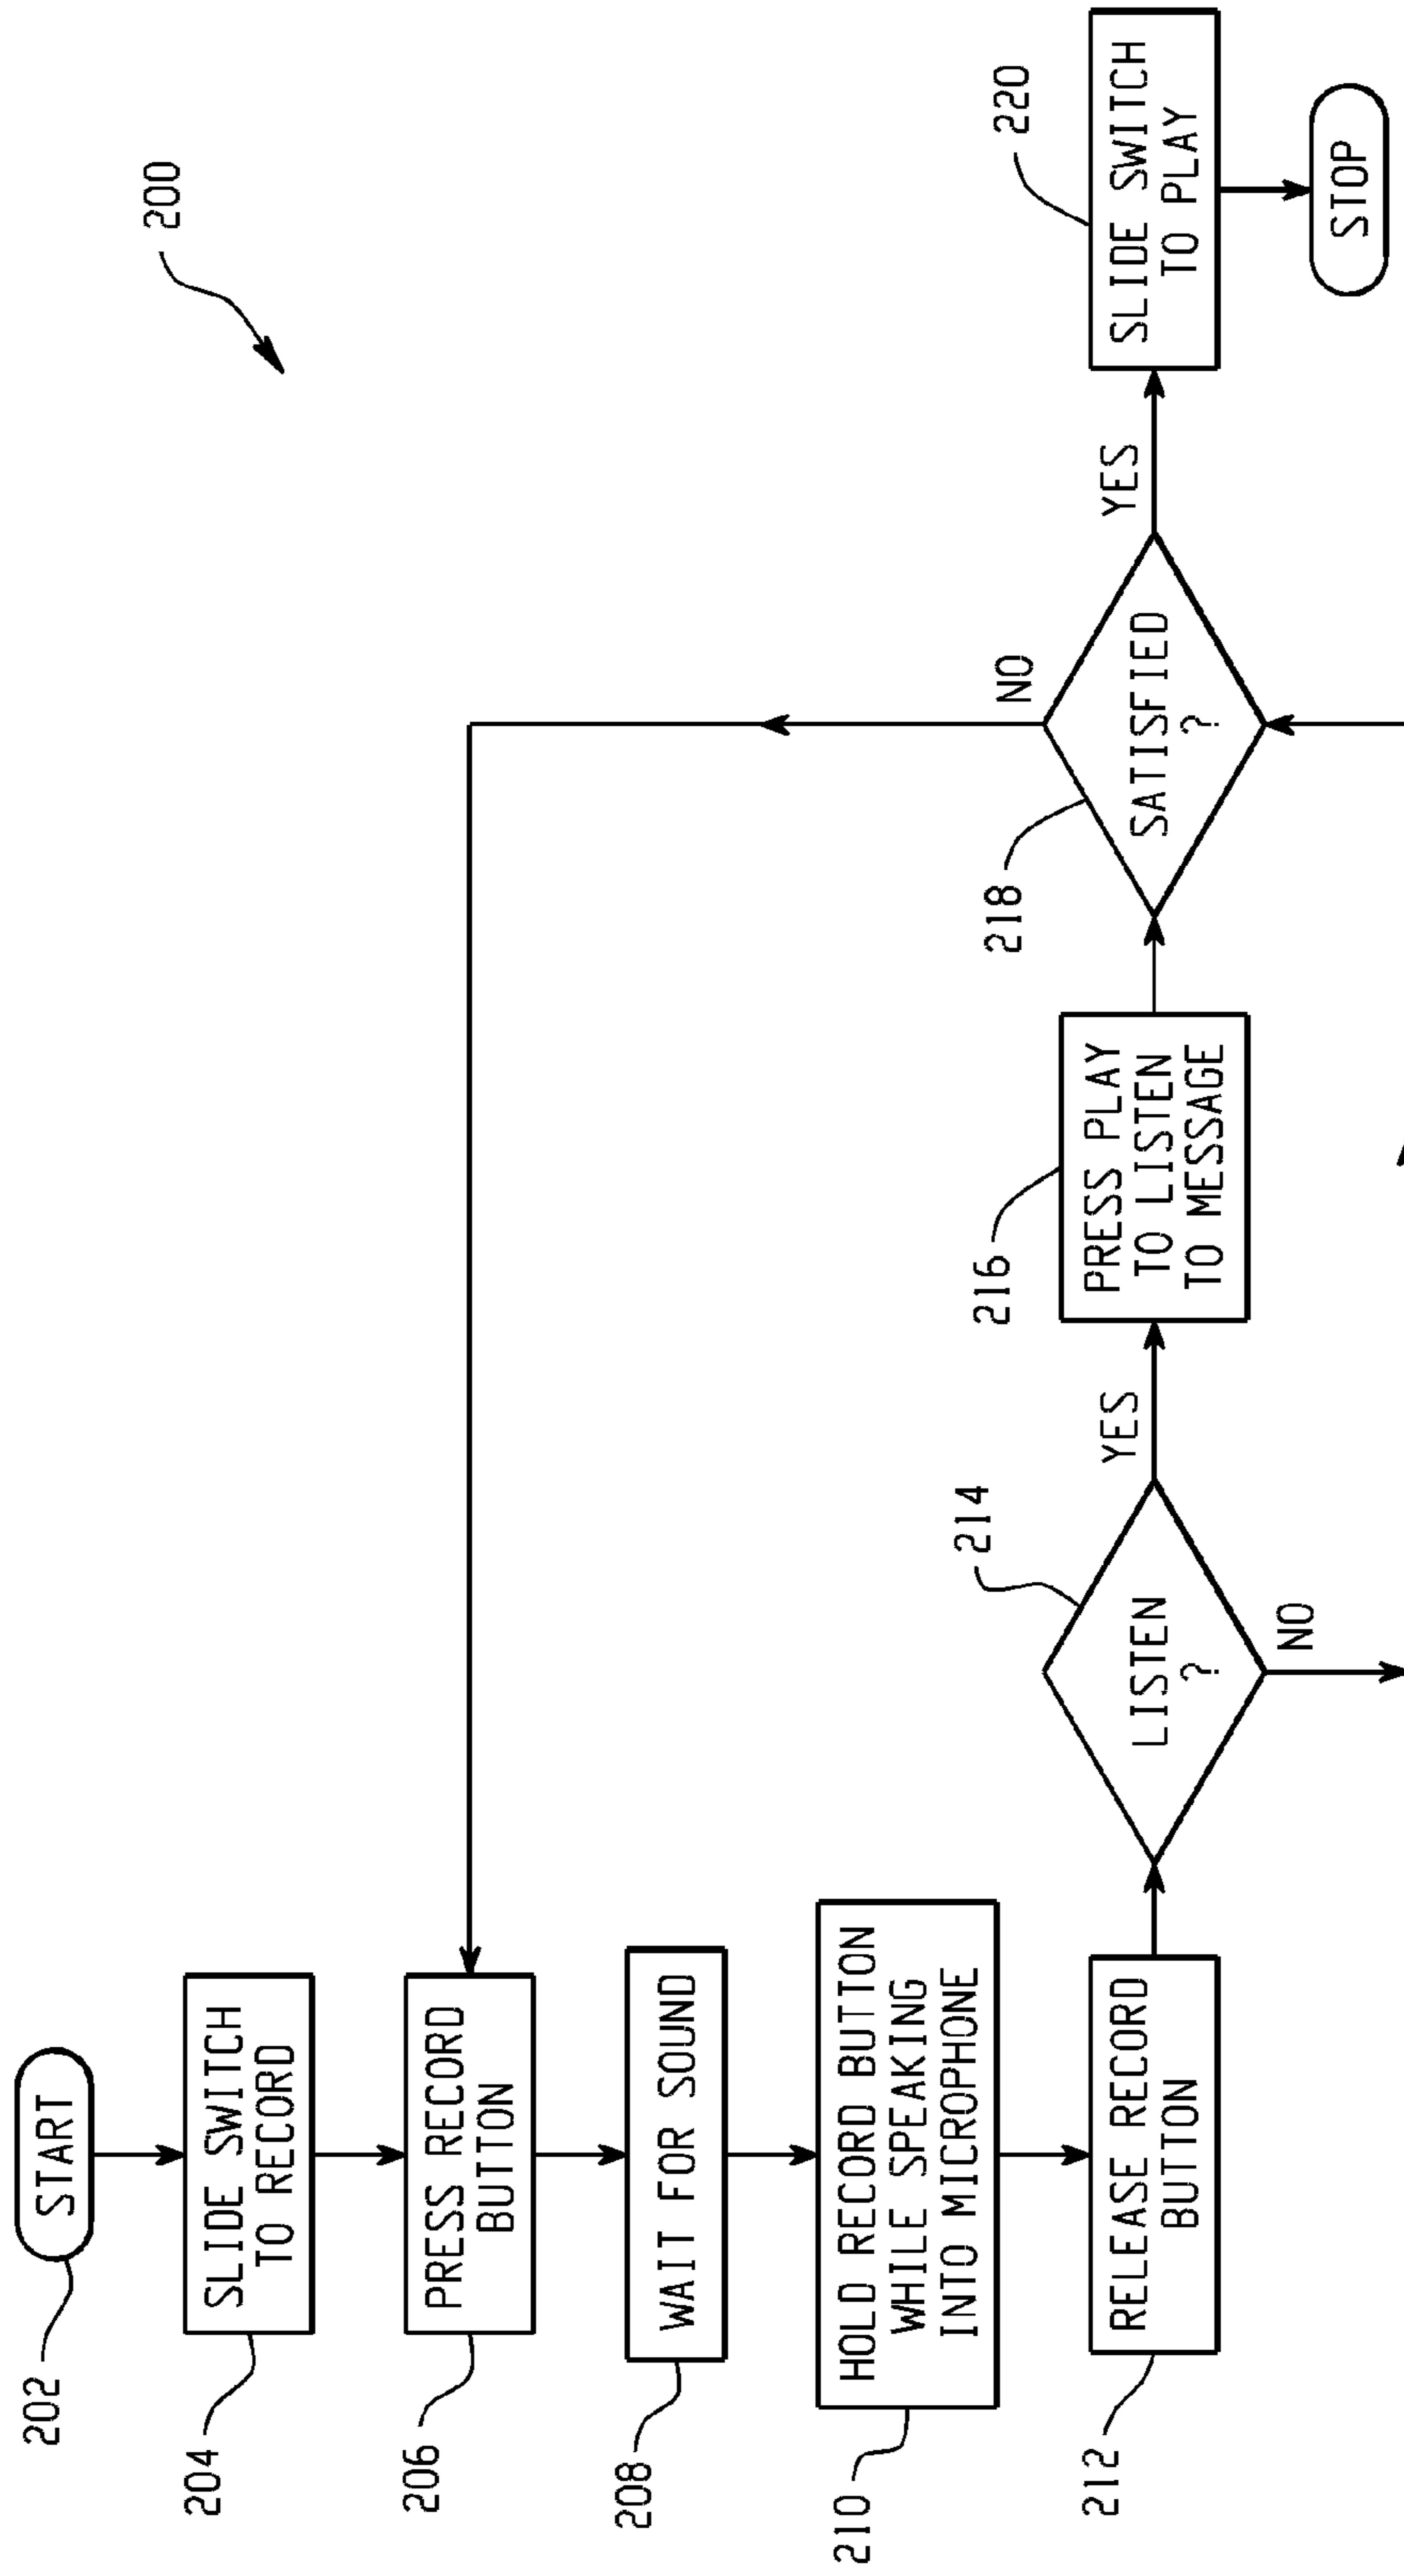 200
202
START
204
SLIDE SWITCH
TO RECORD
206
PRESS RECORD
BUTTON
208
WAIT FOR SOUND
210
HOLD RECORD BUTTON
WHILE SPEAKING
INTO MICROPHONE
212
RELEASE RECORD
BUTTON
214
LISTEN
?
YES
NO
216
PRESS PLAY
TO LISTEN
TO MESSAGE
218
SATISFIED
?
NO
YES
220
SLIDE SWITCH
TO PLAY
STOP